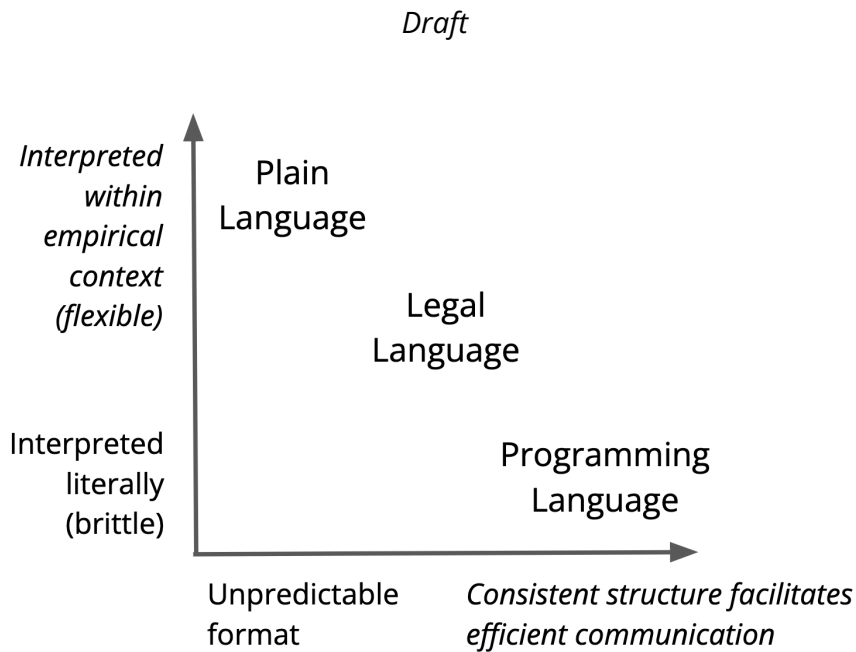 Draft
Interpreted
within
empirical
context
(flexible)
Plain
Language
Legal
Language
Interpreted
literally
(brittle)
Programming
Language
Unpredictable
format
Consistent structure facilitates
efficient communication